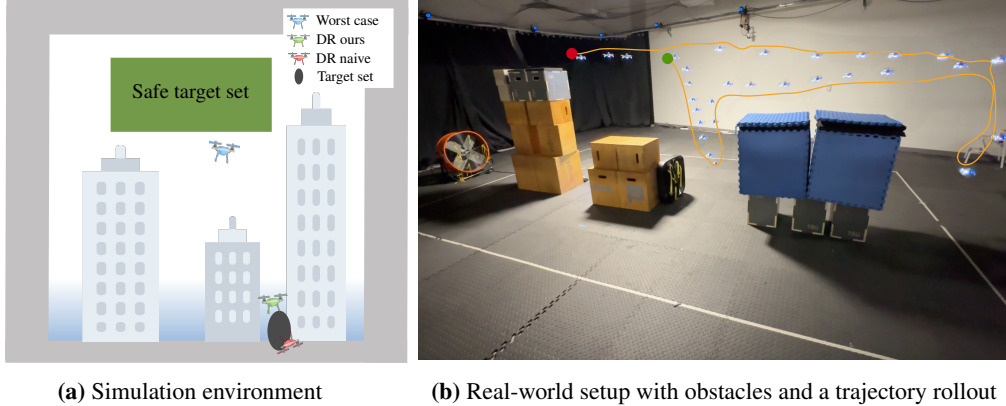 Worst case
DR ours
DR naive
Target set
Safe target set
(a) Simulation environment
(b) Real-world setup with obstacles and a trajectory rollout